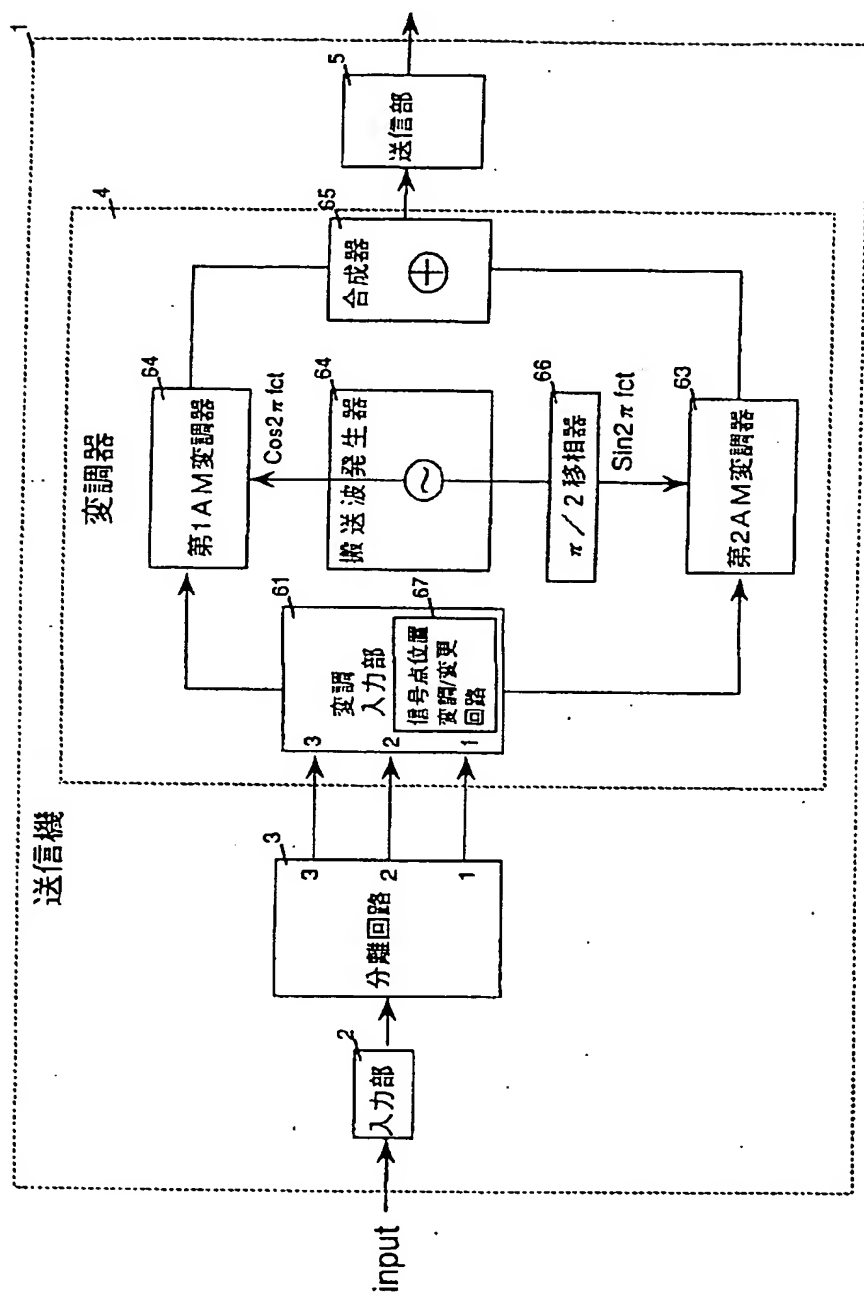 送信機
1
input
入力部
2
分離回路
3
3
2
1
変調器
4
変調
入力部
61
3
2
1
信号点位置
変調/変更
回路
67
第1AM変調器
64
Cos2πfct
搬送波発生器
64
~
π/2移相器
66
Sin2πfct
第2AM変調器
63
合成器
65
+
送信部
5